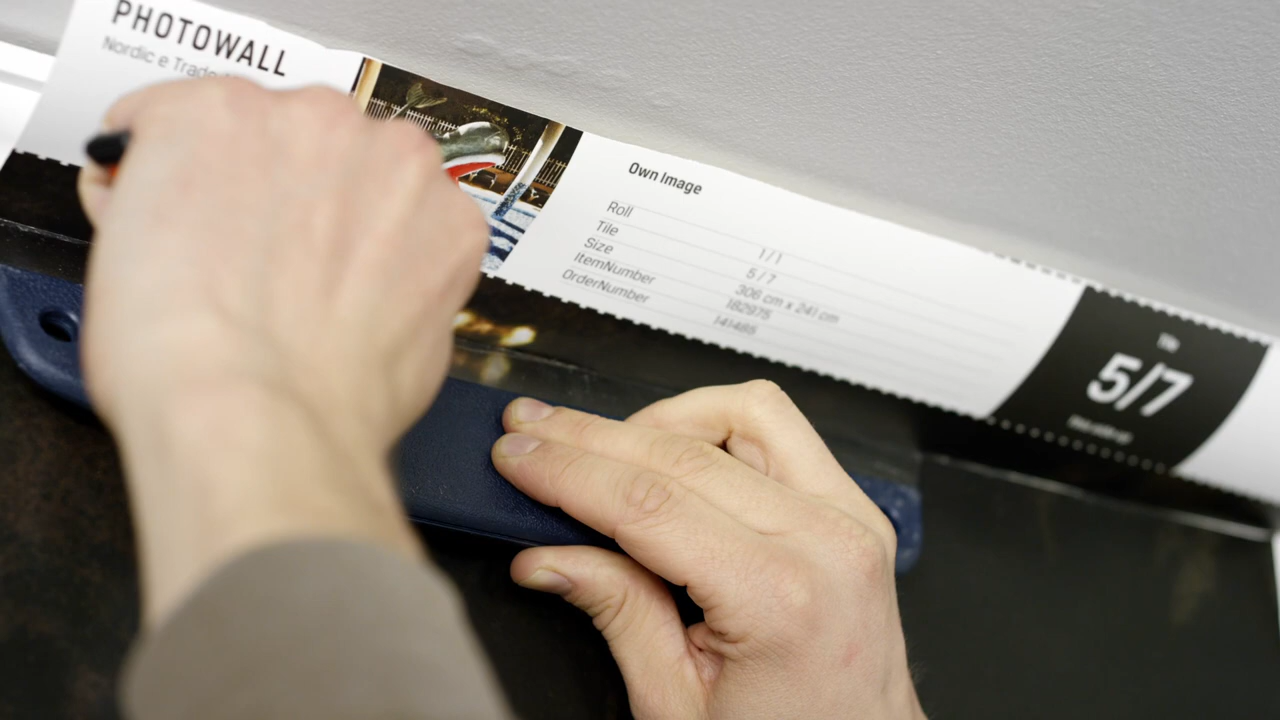 PHOTOWALL
Nordic e Trade
Own Image
Roll 1 / 1
Tile 5 / 7
Size 306 cm x 241 cm
ItemNumber 182975
OrderNumber 141485
Tile
5/7